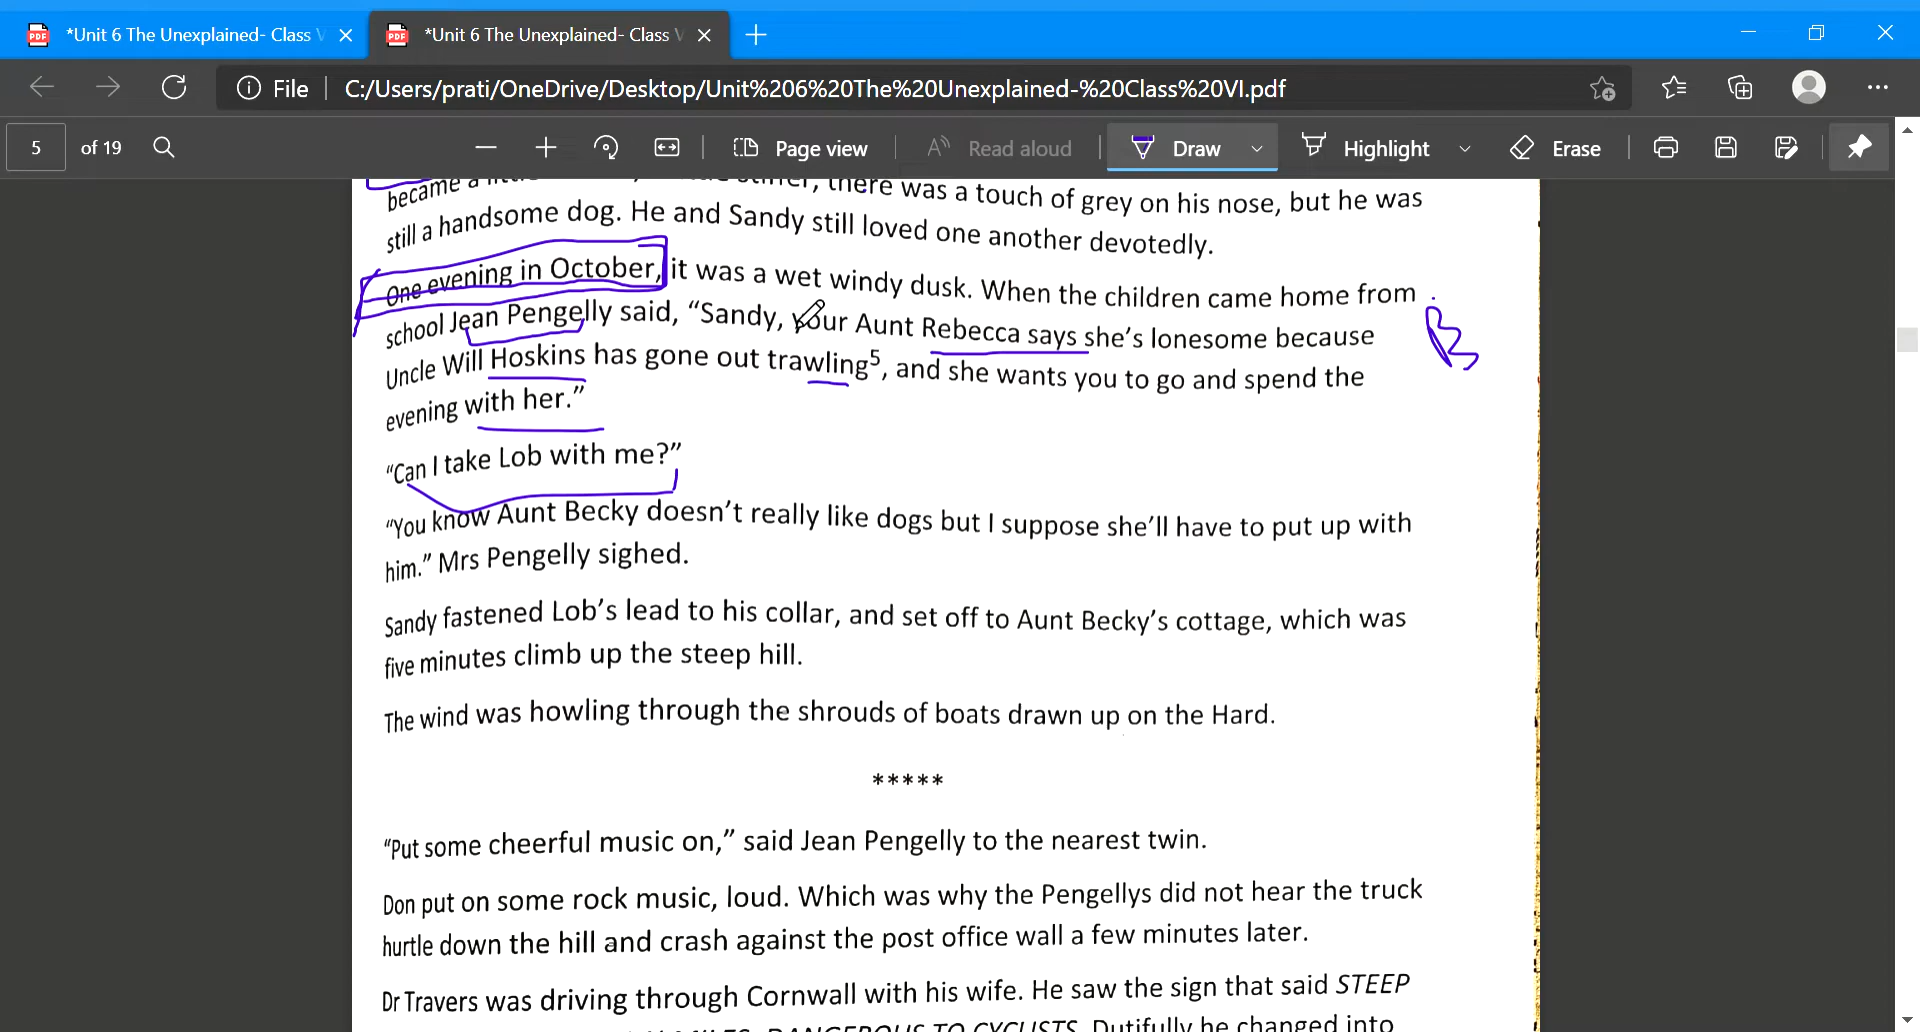 *Unit 6 The Unexplained- Class V
*Unit 6 The Unexplained- Class V
File C:/Users/prati/OneDrive/Desktop/Unit%206%20The%20Unexplained-%20Class%20VI.pdf
5 of 19 Page view Read aloud Draw Highlight Erase
became a there was a touch of grey on his nose, but he was
still a handsome dog. He and Sandy still loved one another devotedly.
One evening in October, it was a wet windy dusk. When the children came home from
school Jean Pengelly said, “Sandy, your Aunt Rebecca says she’s lonesome because
Uncle Will Hoskins has gone out trawling⁵, and she wants you to go and spend the
evening with her.”
“Can I take Lob with me?”
“You know Aunt Becky doesn’t really like dogs but I suppose she’ll have to put up with
him.” Mrs Pengelly sighed.
Sandy fastened Lob’s lead to his collar, and set off to Aunt Becky’s cottage, which was
five minutes climb up the steep hill.
The wind was howling through the shrouds of boats drawn up on the Hard.
*****
“Put some cheerful music on,” said Jean Pengelly to the nearest twin.
Don put on some rock music, loud. Which was why the Pengellys did not hear the truck
hurtle down the hill and crash against the post office wall a few minutes later.
Dr Travers was driving through Cornwall with his wife. He saw the sign that said STEEP
MILES. DANGEROUS TO CYCLISTS. Dutifully he changed into